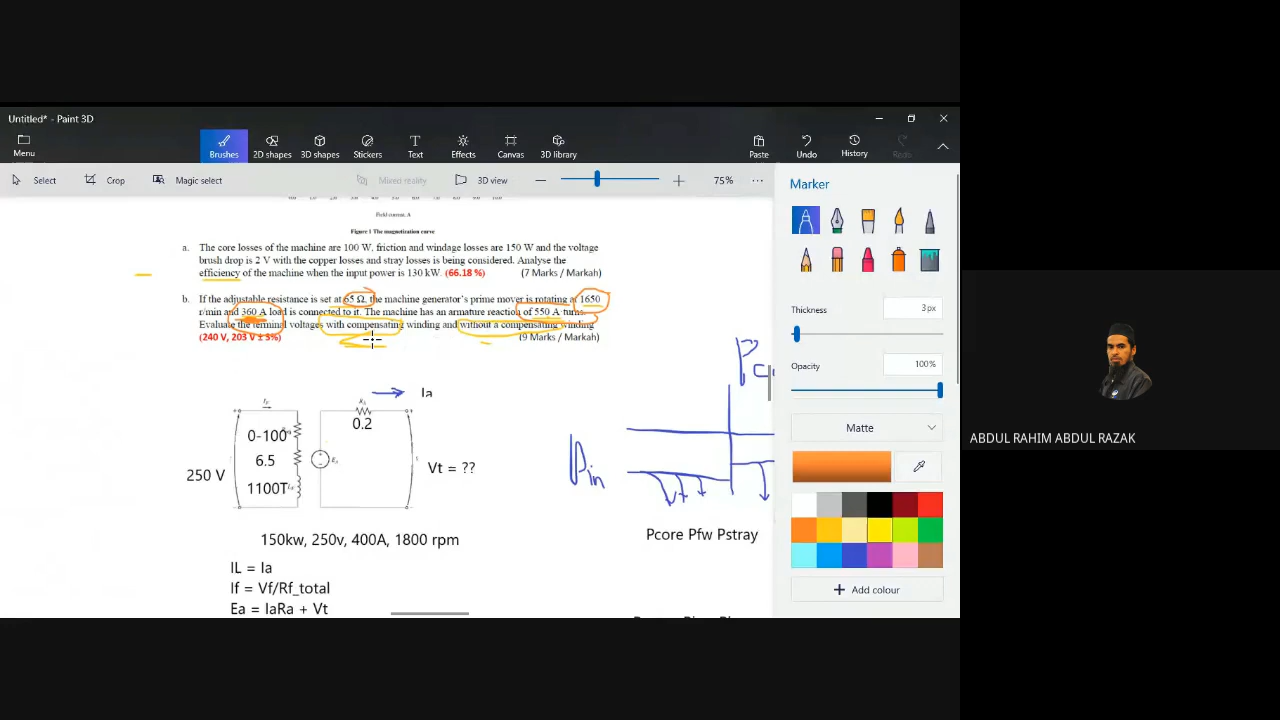 Untitled* - Paint 3D
Menu
Brushes
2D shapes
3D shapes
Stickers
Text
Effects
Canvas
3D library
Paste
Undo
History
Redo
Select
Crop
Magic select
Mixed reality
3D view
75%
Marker
Thickness
3px
Opacity
100%
Matte
Add colour
Field current, A
Figure 1 The magnetization curve
a. The core losses of the machine are 100 W, friction and windage losses are 150 W and the voltage
brush drop is 2 V with the copper losses and stray losses is being considered. Analyse the
efficiency of the machine when the input power is 130 kW. (66.18 %) (7 Marks / Markah)
b. If the adjustable resistance is set at 65 Ω, the machine generator's prime mover is rotating at 1650
r/min and 360 A load is connected to it. The machine has an armature reaction of 550 A·turns.
Evaluate the terminal voltages with compensating winding and without a compensating winding
(240 V, 203 V ± 3%) (9 Marks / Markah)
Ia
RA
0.2
0-100
6.5
1100T
250 V
EA
Vt = ??
Pin
Pcore Pfw Pstray
150kw, 250v, 400A, 1800 rpm
IL = Ia
If = Vf/Rf_total
Ea = IaRa + Vt
ABDUL RAHIM ABDUL RAZAK